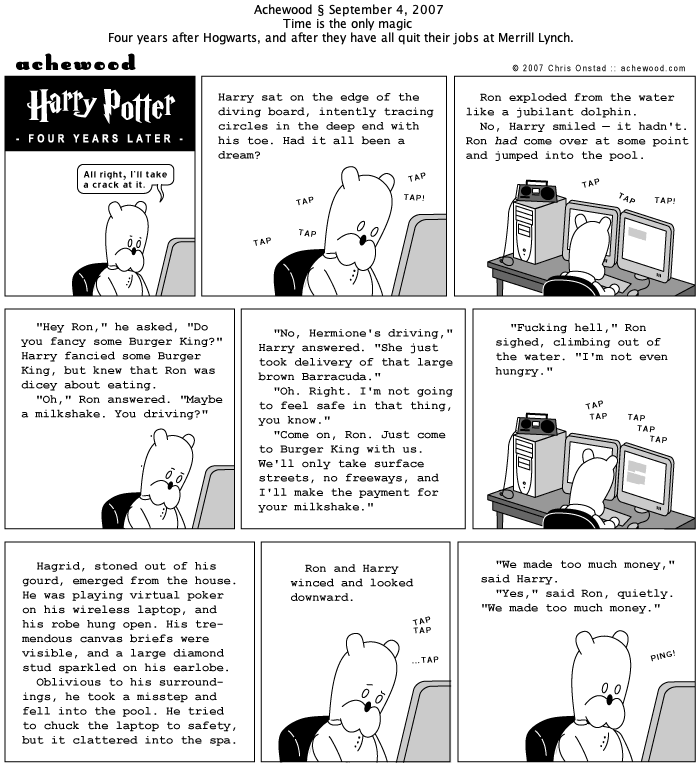 Achewood § September 4, 2007
Time is the only magic
Four years after Hogwarts, and after they have all quit their jobs at Merrill Lynch.
achewood
© 2007 Chris Onstad :: achewood.com
Harry Potter
- FOUR YEARS LATER -
All right, I'll take
a crack at it.
Harry sat on the edge of the
diving board, intently tracing
circles in the deep end with
his toe. Had it all been a
dream?
TAP
TAP
TAP!
TAP
TAP
Ron exploded from the water
like a jubilant dolphin.
No, Harry smiled — it hadn't.
Ron had come over at some point
and jumped into the pool.
TAP
TAP
TAP!
"Hey Ron," he asked, "Do
you fancy some Burger King?"
Harry fancied some Burger
King, but knew that Ron was
dicey about eating.
"Oh," Ron answered. "Maybe
a milkshake. You driving?"
"No, Hermione's driving,"
Harry answered. "She just
took delivery of that large
brown Barracuda."
"Oh. Right. I'm not going
to feel safe in that thing,
you know."
"Come on, Ron. Just come
to Burger King with us.
We'll only take surface
streets, no freeways, and
I'll make the payment for
your milkshake."
"Fucking hell," Ron
sighed, climbing out of
the water. "I'm not even
hungry."
TAP
TAP
TAP
TAP
TAP
Hagrid, stoned out of his
gourd, emerged from the house.
He was playing virtual poker
on his wireless laptop, and
his robe hung open. His tre-
mendous canvas briefs were
visible, and a large diamond
stud sparkled on his earlobe.
Oblivious to his surround-
ings, he took a misstep and
fell into the pool. He tried
to chuck the laptop to safety,
but it clattered into the spa.
Ron and Harry
winced and looked
downward.
TAP
TAP
...TAP
"We made too much money,"
said Harry.
"Yes," said Ron, quietly.
"We made too much money."
PING!